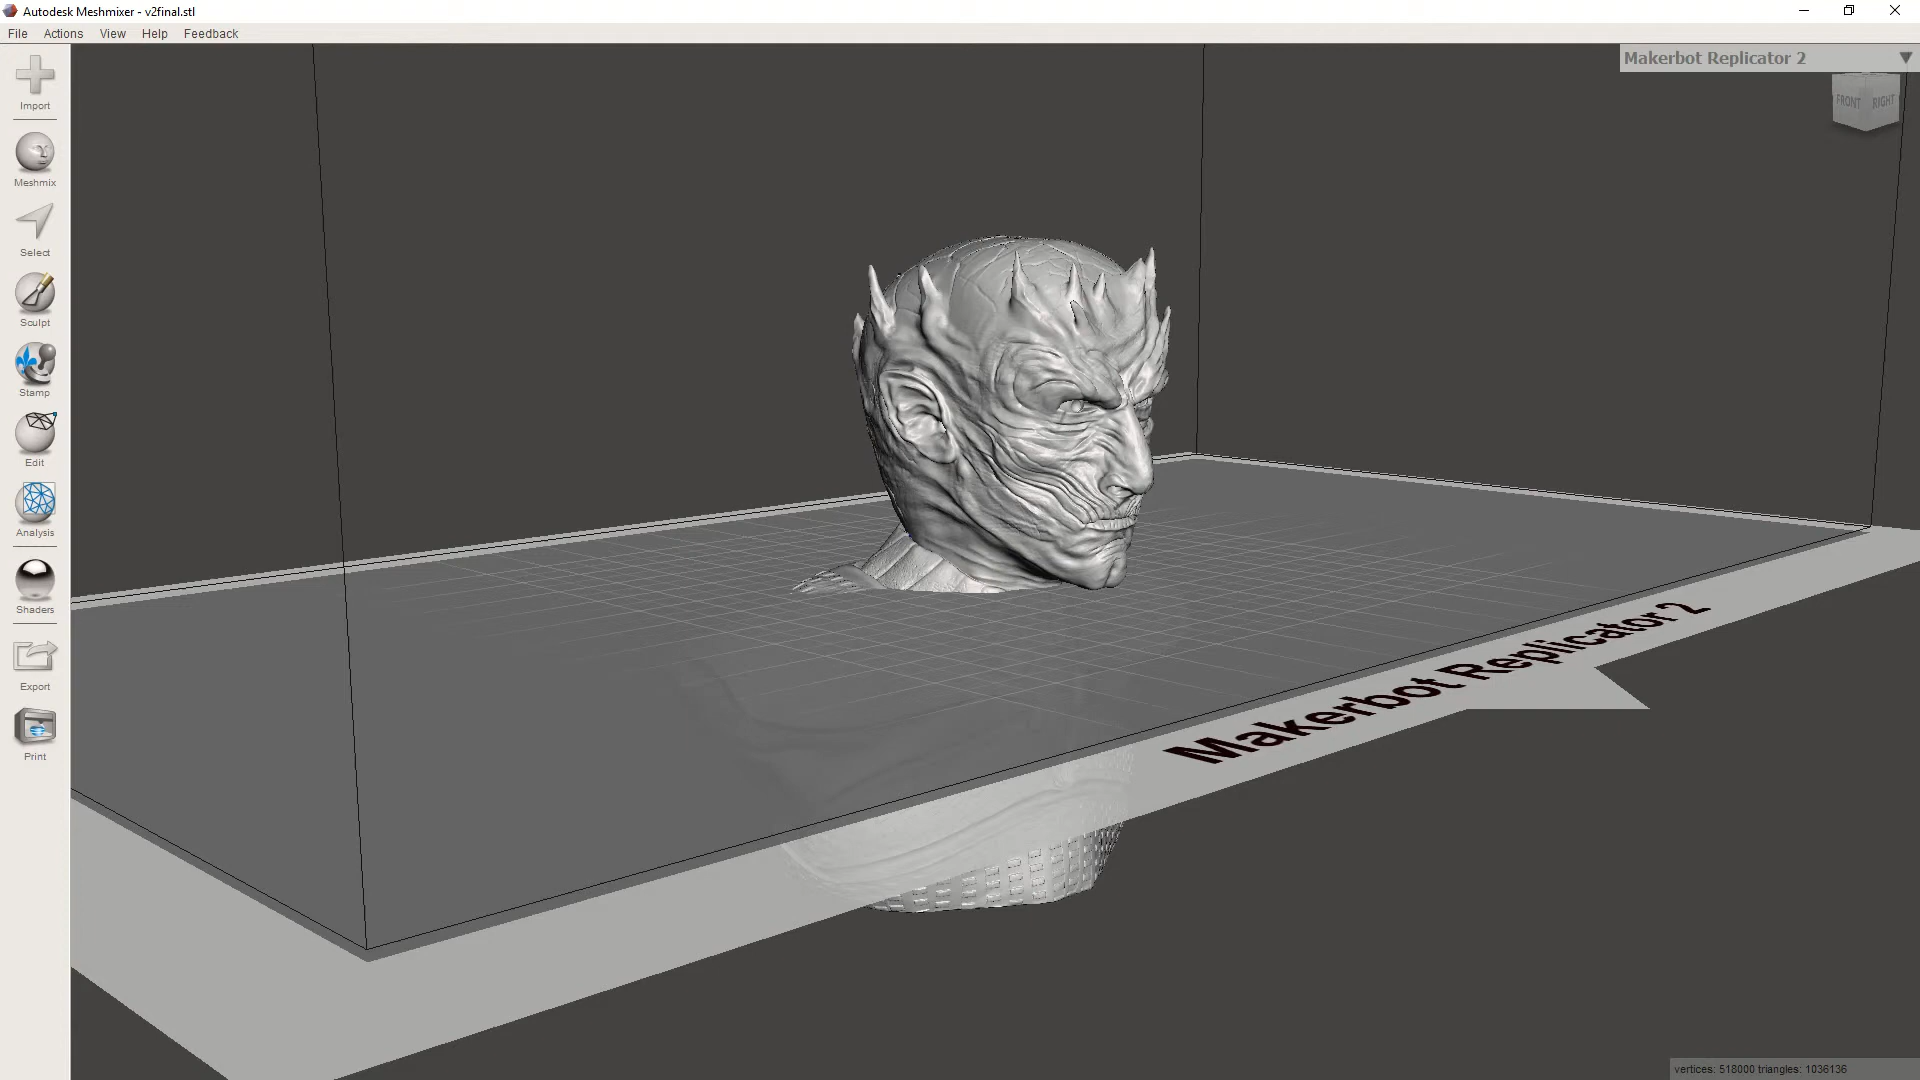 Autodesk Meshmixer - v2final.stl
File Actions View Help Feedback
Makerbot Replicator 2
FRONT RIGHT
Import
Meshmix
Select
Sculpt
Stamp
Edit
Analysis
Shaders
Export
Print
Makerbot Replicator 2
vertices: 518000 triangles: 1036136